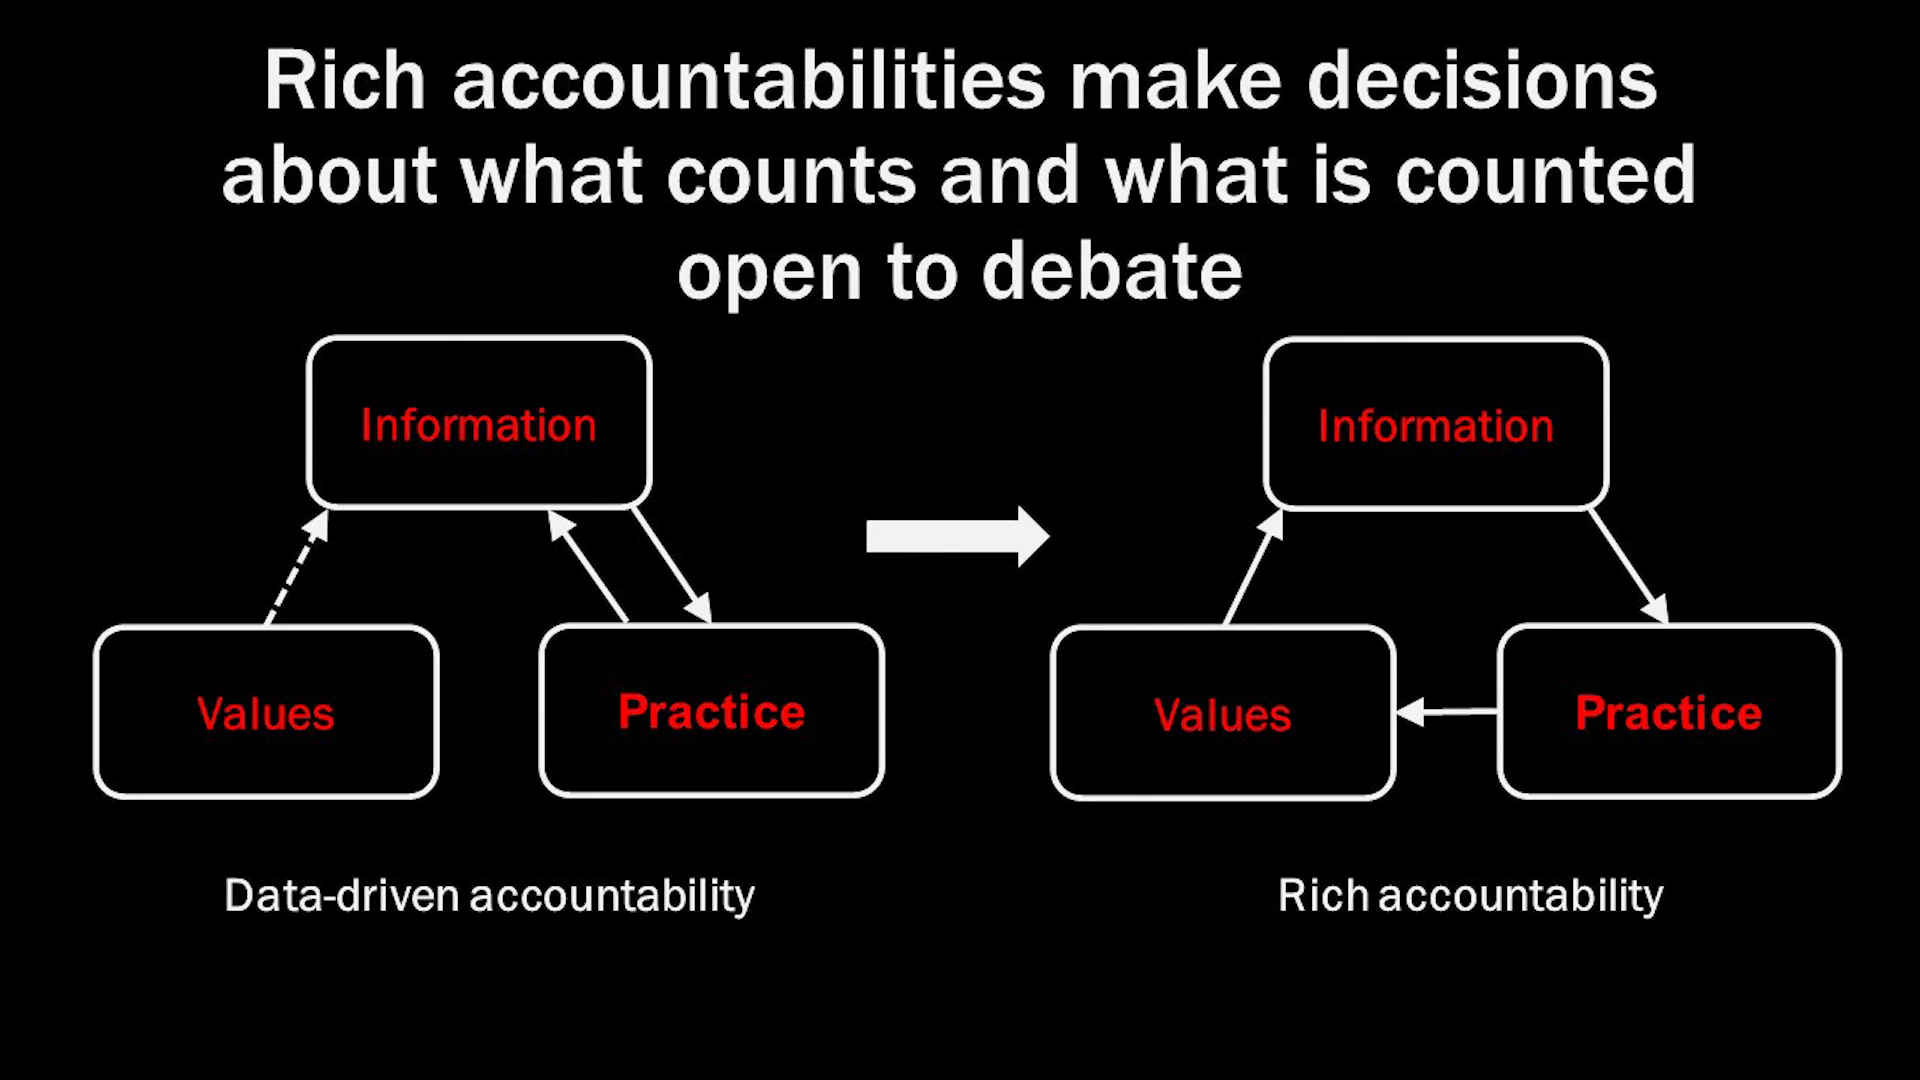 Rich accountabilities make decisions
about what counts and what is counted
open to debate
Information
Values
Practice
Data-driven accountability
Information
Values
Practice
Rich accountability